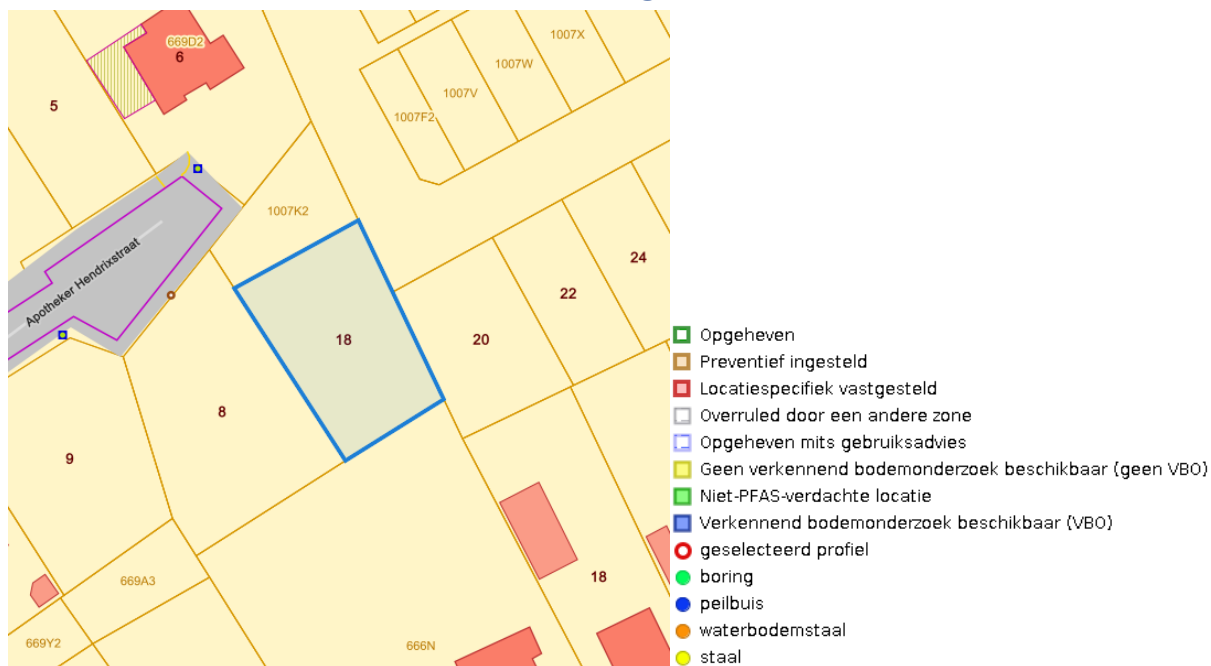 669D2
6
5
1007X
1007W
1007V
1007F2
1007K2
Apotheker Hendrixstraat
24
22
20
18
8
9
669A3
18
669Y2
666N
Opgeheven
Preventief ingesteld
Locatiespecifiek vastgesteld
Overruled door een andere zone
Opgeheven mits gebruiksadvies
Geen verkennend bodemonderzoek beschikbaar (geen VBO)
Niet-PFAS-verdachte locatie
Verkennend bodemonderzoek beschikbaar (VBO)
geselecteerd profiel
boring
peilbuis
waterbodemstaal
staal